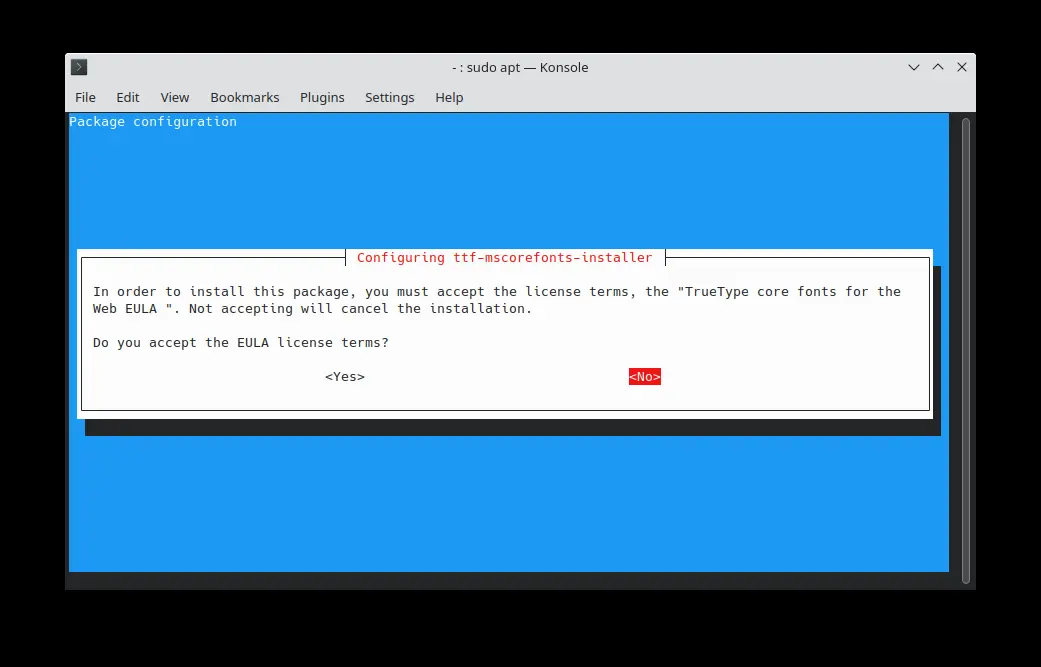 - : sudo apt — Konsole
File Edit View Bookmarks Plugins Settings Help
Package configuration
Configuring ttf-mscorefonts-installer
In order to install this package, you must accept the license terms, the "TrueType core fonts for the
Web EULA ". Not accepting will cancel the installation.
Do you accept the EULA license terms?
<Yes> <No>